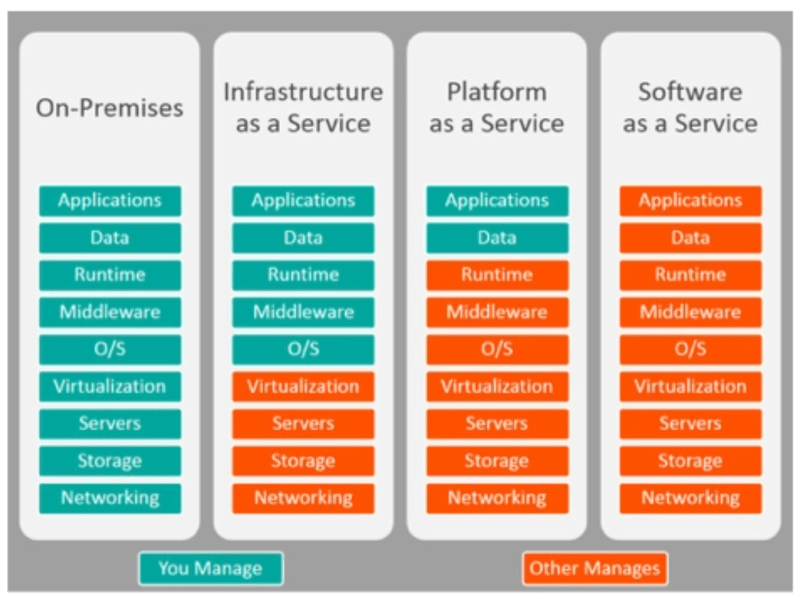 On-Premises
Applications
Data
Runtime
Middleware
O/S
Virtualization
Servers
Storage
Networking
Infrastructure
as a Service
Applications
Data
Runtime
Middleware
O/S
Virtualization
Servers
Storage
Networking
Platform
as a Service
Applications
Data
Runtime
Middleware
O/S
Virtualization
Servers
Storage
Networking
Software
as a Service
Applications
Data
Runtime
Middleware
O/S
Virtualization
Servers
Storage
Networking
You Manage
Other Manages